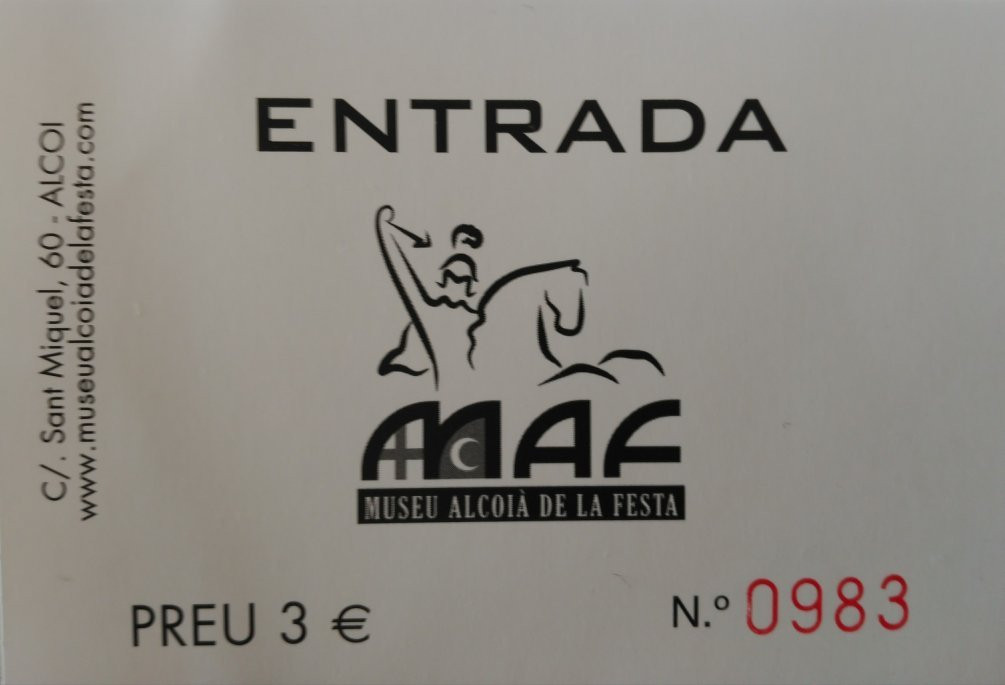 ENTRADA
C/. Sant Miquel, 60 - ALCOI
www.museualcoiadelafesta.com
MAF
MUSEU ALCOIÀ DE LA FESTA
PREU 3 €
N.º 0983